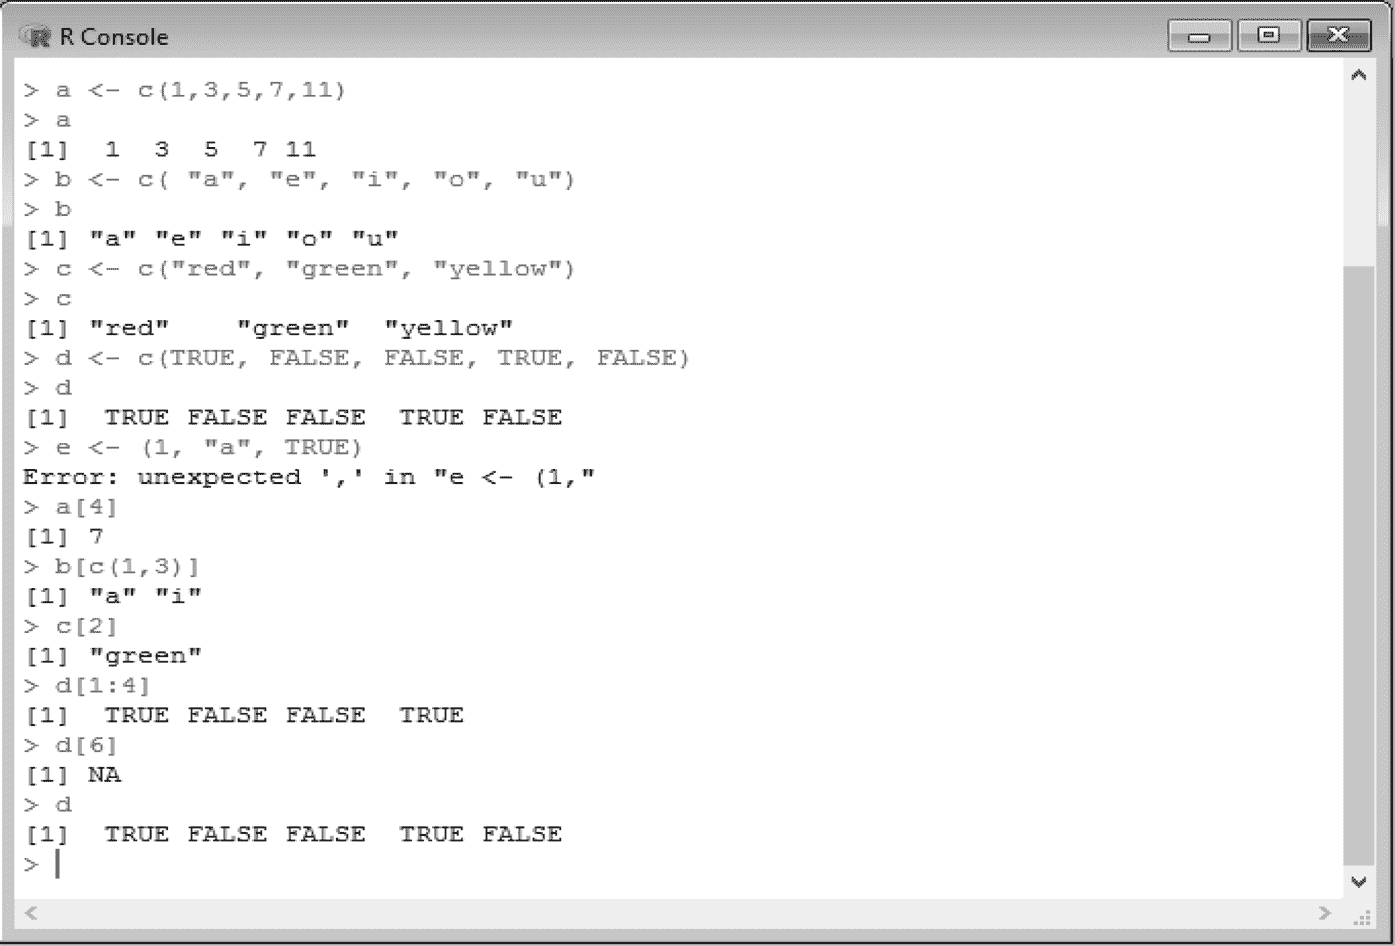 R Console
> a <- c(1,3,5,7,11)
> a
[1]  1  3  5  7 11
> b <- c( "a", "e", "i", "o", "u")
> b
[1] "a" "e" "i" "o" "u"
> c <- c("red", "green", "yellow")
> c
[1] "red"    "green"  "yellow"
> d <- c(TRUE, FALSE, FALSE, TRUE, FALSE)
> d
[1]  TRUE FALSE FALSE  TRUE FALSE
> e <- (1, "a", TRUE)
Error: unexpected ',' in "e <- (1,"
> a[4]
[1] 7
> b[c(1,3)]
[1] "a" "i"
> c[2]
[1] "green"
> d[1:4]
[1]  TRUE FALSE FALSE  TRUE
> d[6]
[1] NA
> d
[1]  TRUE FALSE FALSE  TRUE FALSE
>